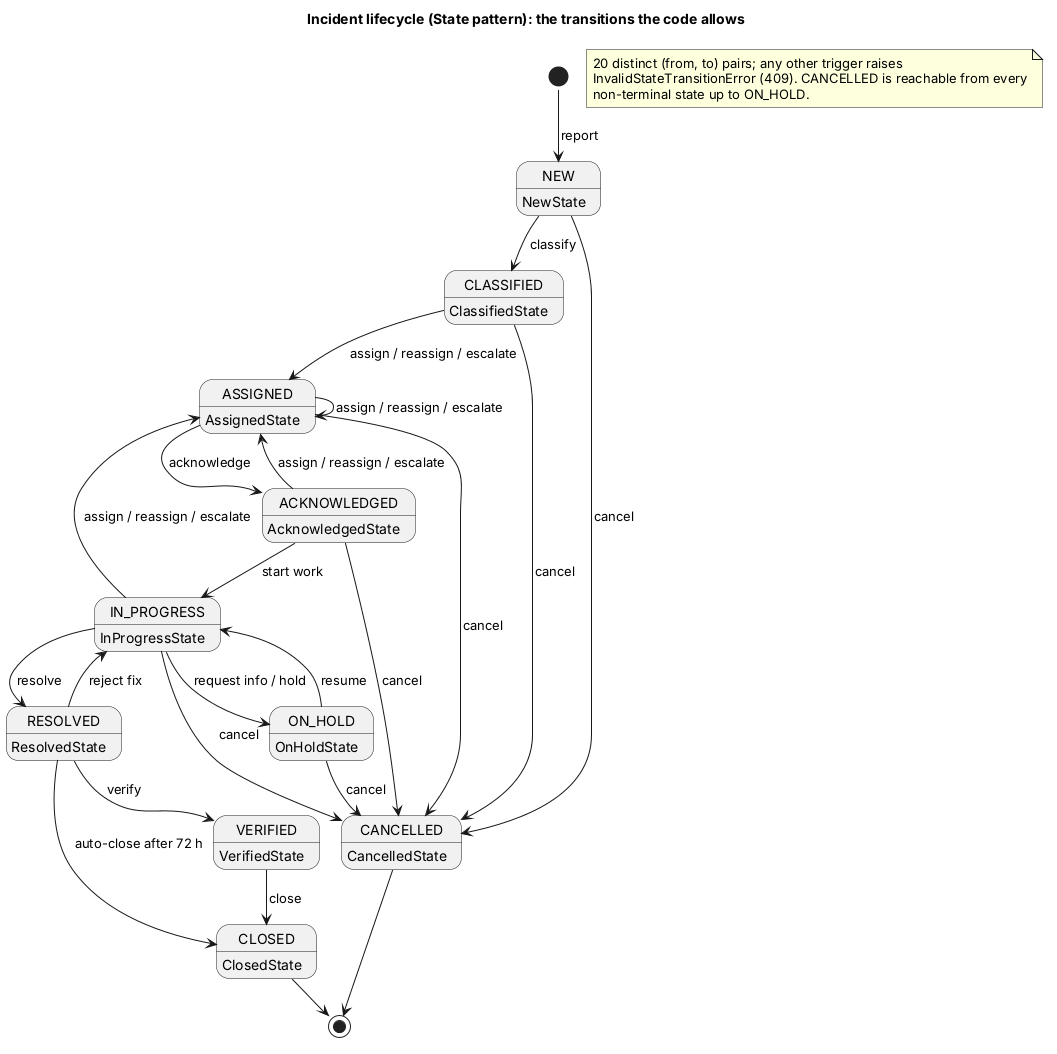 Incident lifecycle (State pattern): the transitions the code allows
20 distinct (from, to) pairs; any other trigger raises
InvalidStateTransitionError (409). CANCELLED is reachable from every
non-terminal state up to ON_HOLD.
report
NEW
NewState
classify
CLASSIFIED
ClassifiedState
assign / reassign / escalate
ASSIGNED
AssignedState
assign / reassign / escalate
acknowledge
assign / reassign / escalate
ACKNOWLEDGED
AcknowledgedState
assign / reassign / escalate
cancel
start work
cancel
IN_PROGRESS
InProgressState
cancel
resolve
reject fix
request info / hold
resume
cancel
RESOLVED
ResolvedState
ON_HOLD
OnHoldState
cancel
cancel
verify
VERIFIED
VerifiedState
CANCELLED
CancelledState
auto-close after 72 h
close
CLOSED
ClosedState